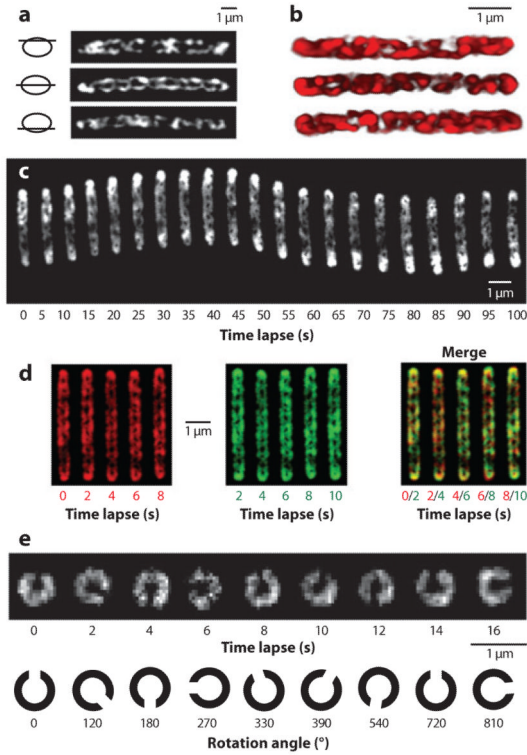 a
1 µm
b
1 µm
c
1 µm
0 5 10 15 20 25 30 35 40 45 50 55 60 65 70 75 80 85 90 95 100
Time lapse (s)
d
Merge
1 µm
0 2 4 6 8
2 4 6 8 10
0/2 2/4 4/6 6/8 8/10
Time lapse (s)
Time lapse (s)
Time lapse (s)
e
0 2 4 6 8 10 12 14 16
Time lapse (s)
1 µm
0 120 180 270 330 390 540 720 810
Rotation angle (°)